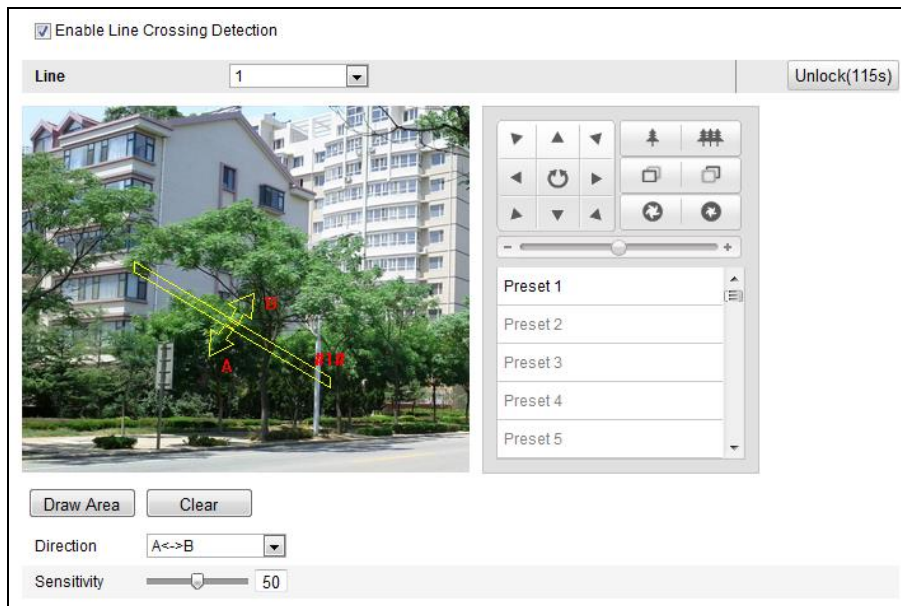 Enable Line Crossing Detection
Line 1 Unlock(115s)
B
A
#1#
Preset 1
Preset 2
Preset 3
Preset 4
Preset 5
Draw Area Clear
Direction A<->B
Sensitivity 50